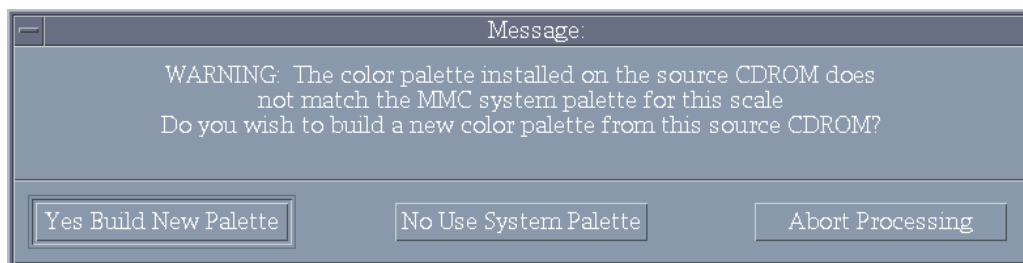 Message:
WARNING: The color palette installed on the source CDROM does
not match the MMC system palette for this scale
Do you wish to build a new color palette from this source CDROM?
Yes Build New Palette
No Use System Palette
Abort Processing